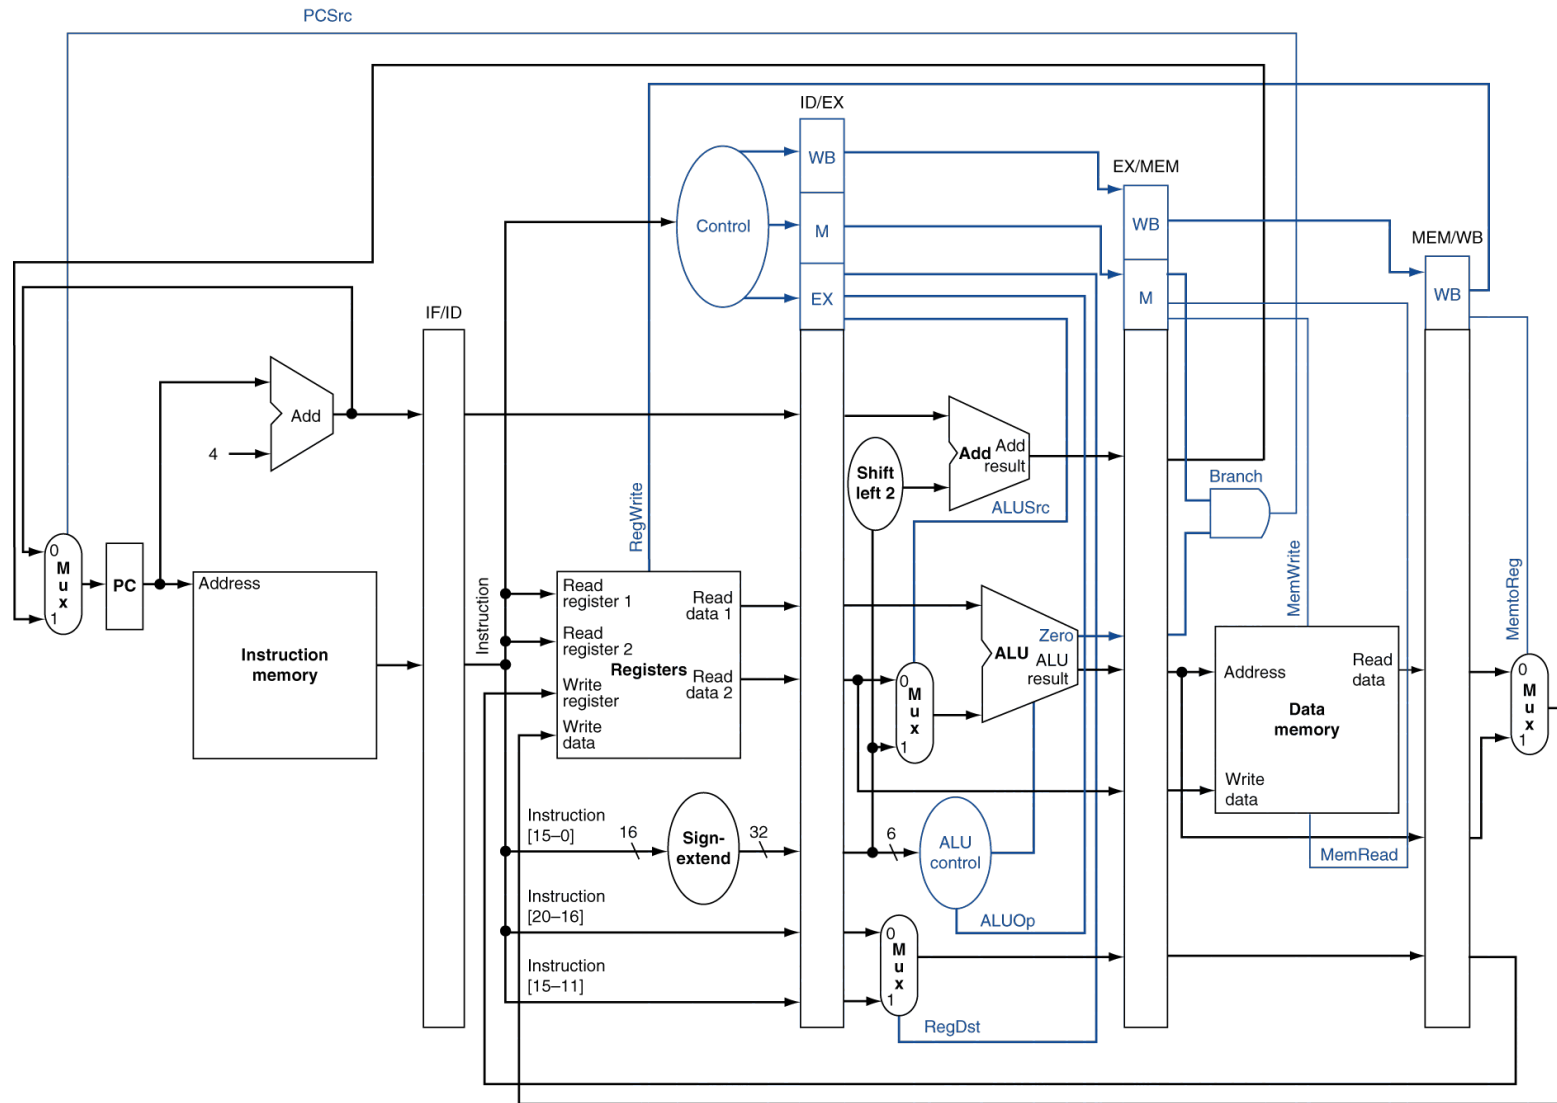 PCSrc
ID/EX
WB
EX/MEM
Control
M
WB
MEM/WB
EX
M
WB
IF/ID
Add
4
Add
Add
result
Shift
left 2
Branch
ALUSrc
RegWrite
MemWrite
MemtoReg
0
M
u
x
1
PC
Address
Instruction
memory
Instruction
Read
register 1
Read
register 2
Write
register
Write
data
Registers
Read
data 1
Read
data 2
0
M
u
x
1
Zero
ALU
ALU
result
Address
Read
data
Data
memory
Write
data
0
M
u
x
1
Instruction
[15–0]
16
Sign-
extend
32
6
ALU
control
MemRead
Instruction
[20–16]
ALUOp
Instruction
[15–11]
0
M
u
x
1
RegDst